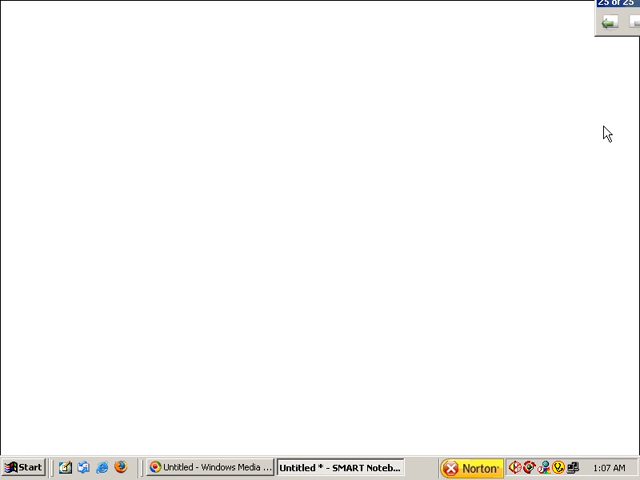 25 of 25
Start
Untitled - Windows Media ...
Untitled * - SMART Noteb...
Norton
1:07 AM